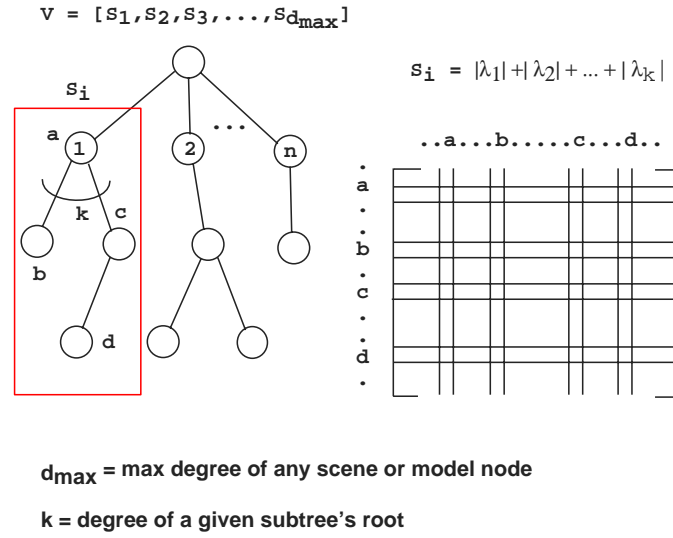 V = [S1,S2,S3,...,Sdmax]
Si = |λ1|+|λ2|+...+|λk|
Si
...
a
1
2
n
k
c
b
d
..a...b.....c...d..
.
a
.
.
b
.
c
.
.
d
.
dmax = max degree of any scene or model node
k = degree of a given subtree's root